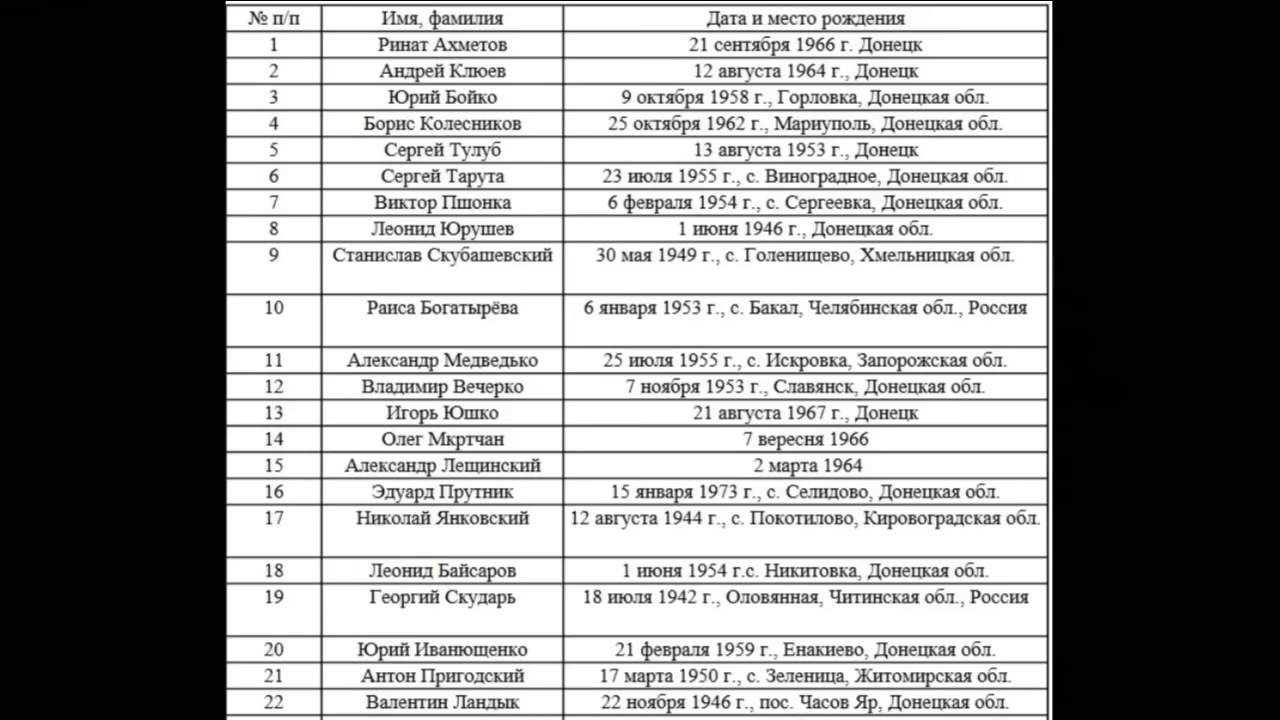 № п/п Имя, фамилия Дата и место рождения
1 Ринат Ахметов 21 сентября 1966 г. Донецк
2 Андрей Клюев 12 августа 1964 г., Донецк
3 Юрий Бойко 9 октября 1958 г., Горловка, Донецкая обл.
4 Борис Колесников 25 октября 1962 г., Мариуполь, Донецкая обл.
5 Сергей Тулуб 13 августа 1953 г., Донецк
6 Сергей Тарута 23 июля 1955 г., с. Виноградное, Донецкая обл.
7 Виктор Пшонка 6 февраля 1954 г., с. Сергеевка, Донецкая обл.
8 Леонид Юрушев 1 июня 1946 г., Донецкая обл.
9 Станислав Скубашевский 30 мая 1949 г., с. Голенищево, Хмельницкая обл.
10 Раиса Богатырёва 6 января 1953 г., с. Бакал, Челябинская обл., Россия
11 Александр Медведько 25 июля 1955 г., с. Искровка, Запорожская обл.
12 Владимир Вечерко 7 ноября 1953 г., Славянск, Донецкая обл.
13 Игорь Юшко 21 августа 1967 г., Донецк
14 Олег Мкртчан 7 вересня 1966
15 Александр Лещинский 2 марта 1964
16 Эдуард Прутник 15 января 1973 г., с. Селидово, Донецкая обл.
17 Николай Янковский 12 августа 1944 г., с. Покотилово, Кировоградская обл.
18 Леонид Байсаров 1 июня 1954 г.с. Никитовка, Донецкая обл.
19 Георгий Скударь 18 июля 1942 г., Оловянная, Читинская обл., Россия
20 Юрий Иванющенко 21 февраля 1959 г., Енакиево, Донецкая обл.
21 Антон Пригодский 17 марта 1950 г., с. Зеленица, Житомирская обл.
22 Валентин Ландык 22 ноября 1946 г., пос. Часов Яр, Донецкая обл.